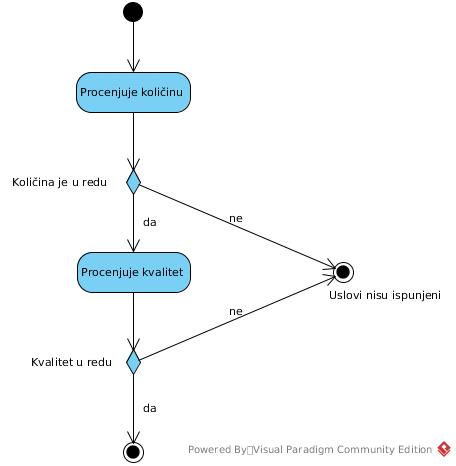 Procenjuje količinu
Količina je u redu
ne
da
Procenjuje kvalitet
Uslovi nisu ispunjeni
ne
Kvalitet u redu
da
Powered By Visual Paradigm Community Edition